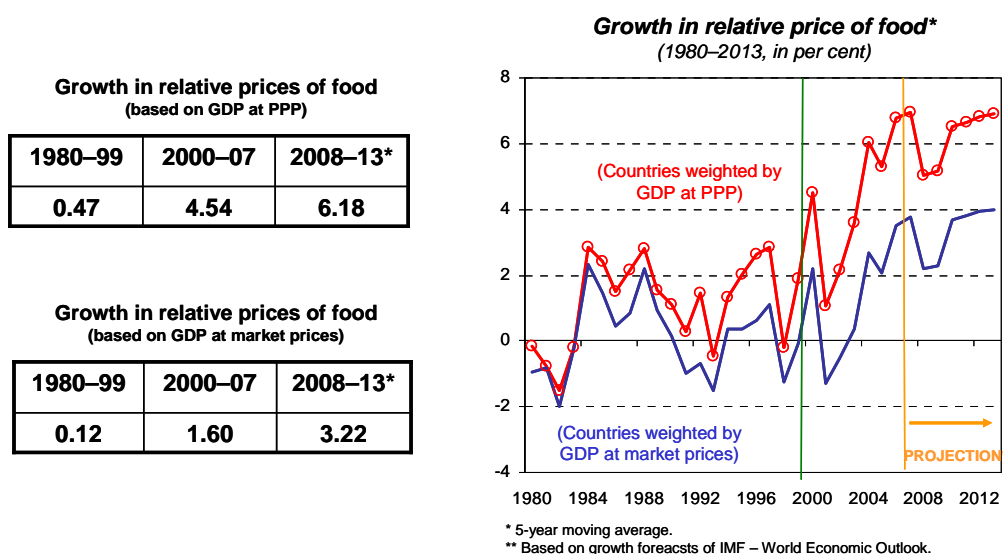 Growth in relative prices of food
(based on GDP at PPP)
1980–99 2000–07 2008–13*
0.47 4.54 6.18
Growth in relative prices of food
(based on GDP at market prices)
1980–99 2000–07 2008–13*
0.12 1.60 3.22
Growth in relative price of food*
(1980–2013, in per cent)
8
6
4
2
0
-2
-4
(Countries weighted by
GDP at PPP)
(Countries weighted by
GDP at market prices)
PROJECTION
1980 1984 1988 1992 1996 2000 2004 2008 2012
* 5-year moving average.
** Based on growth foreacsts of IMF – World Economic Outlook.